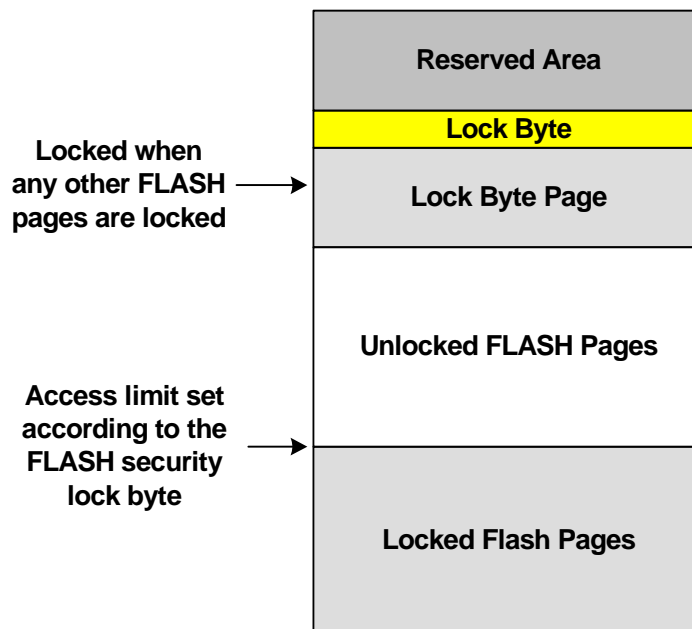 Reserved Area
Lock Byte
Locked when
any other FLASH
pages are locked
Lock Byte Page
Unlocked FLASH Pages
Access limit set
according to the
FLASH security
lock byte
Locked Flash Pages